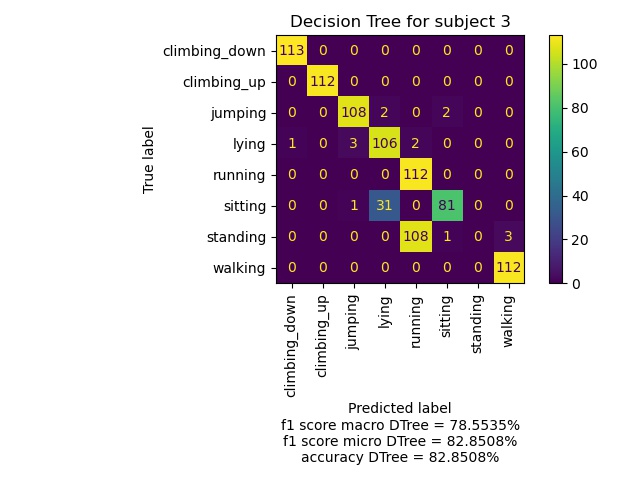 Decision Tree for subject 3
True label
climbing_down 113 0 0 0 0 0 0 0
climbing_up 0 112 0 0 0 0 0 0
jumping 0 0 108 2 0 2 0 0
lying 1 0 3 106 2 0 0 0
running 0 0 0 0 112 0 0 0
sitting 0 0 1 31 0 81 0 0
standing 0 0 0 0 108 1 0 3
walking 0 0 0 0 0 0 0 112
climbing_down
climbing_up
jumping
lying
running
sitting
standing
walking
100
80
60
40
20
0
Predicted label
f1 score macro DTree = 78.5535%
f1 score micro DTree = 82.8508%
accuracy DTree = 82.8508%